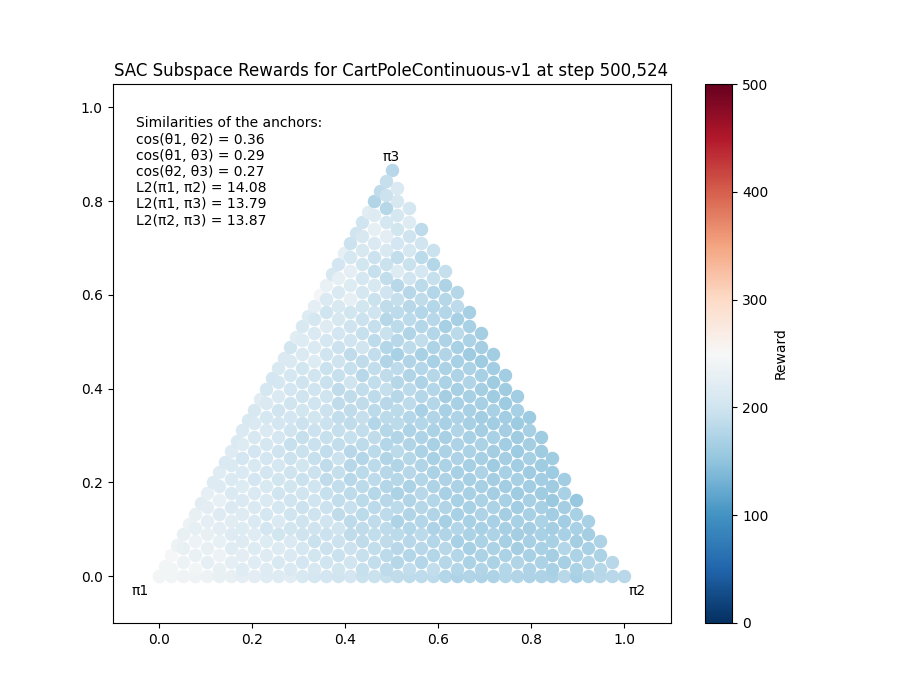 SAC Subspace Rewards for CartPoleContinuous-v1 at step 500,524
Similarities of the anchors:
cos(θ1, θ2) = 0.36
cos(θ1, θ3) = 0.29
cos(θ2, θ3) = 0.27
L2(π1, π2) = 14.08
L2(π1, π3) = 13.79
L2(π2, π3) = 13.87
π3
π1
π2
1.0
0.8
0.6
0.4
0.2
0.0
0.0
0.2
0.4
0.6
0.8
1.0
500
400
300
200
100
0
Reward